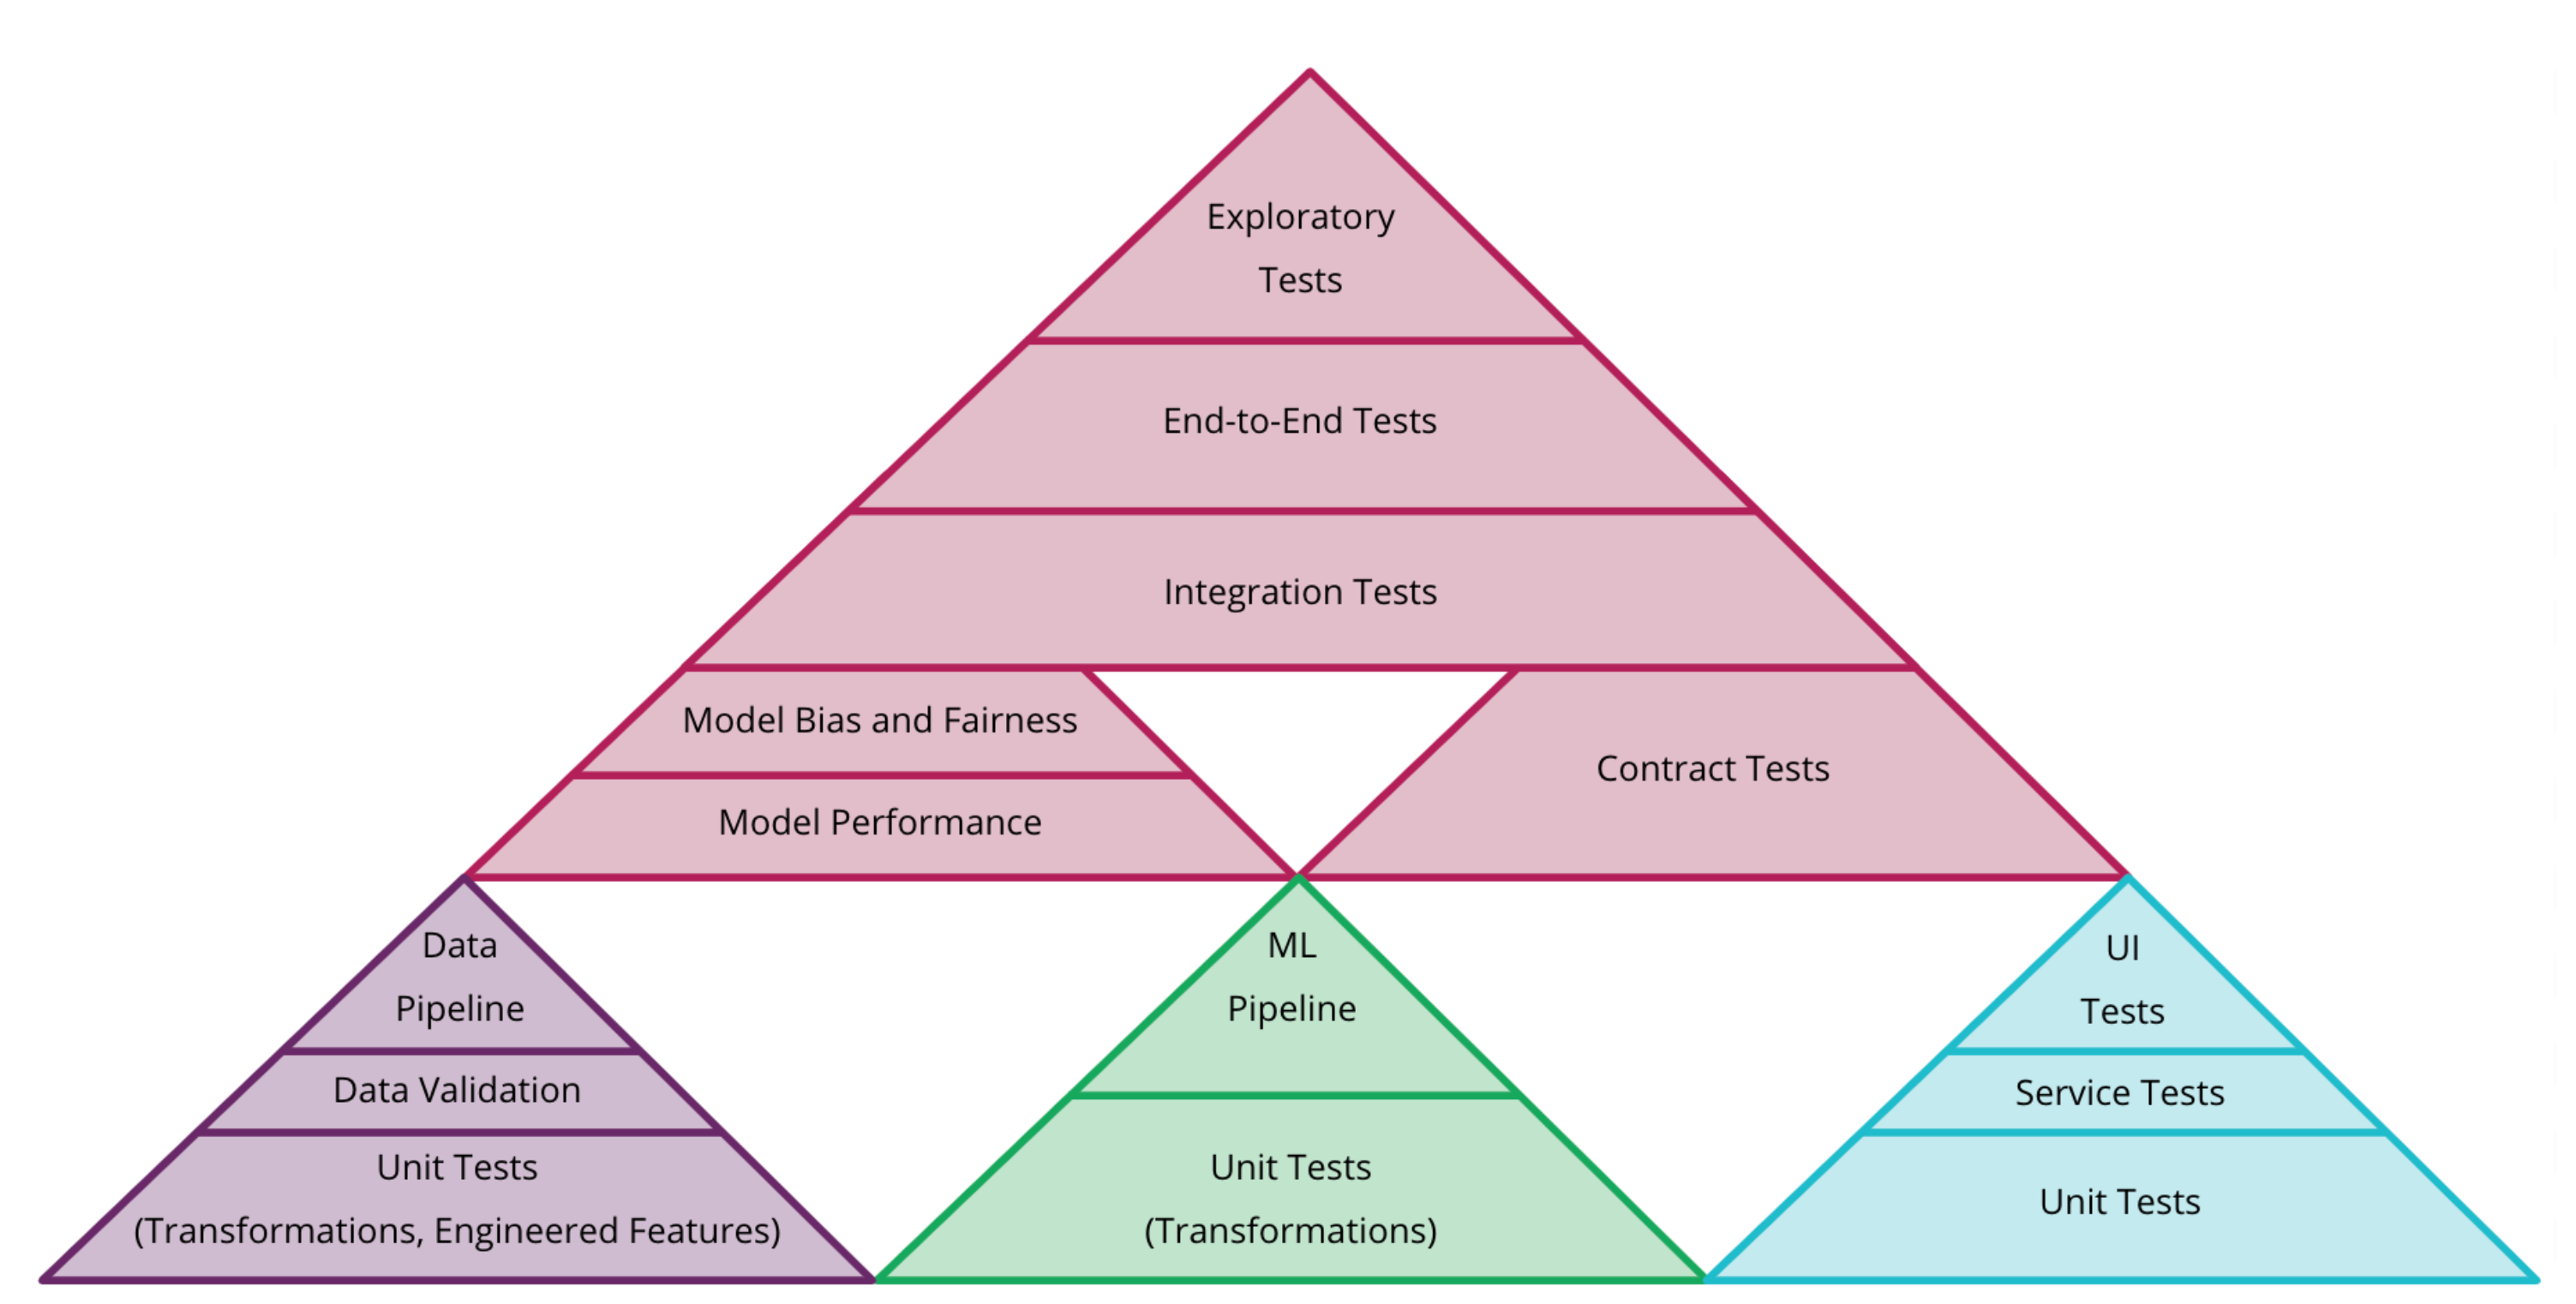 Exploratory
Tests
End-to-End Tests
Integration Tests
Model Bias and Fairness
Model Performance
Contract Tests
Data
Pipeline
Data Validation
Unit Tests
(Transformations, Engineered Features)
ML
Pipeline
Unit Tests
(Transformations)
UI
Tests
Service Tests
Unit Tests